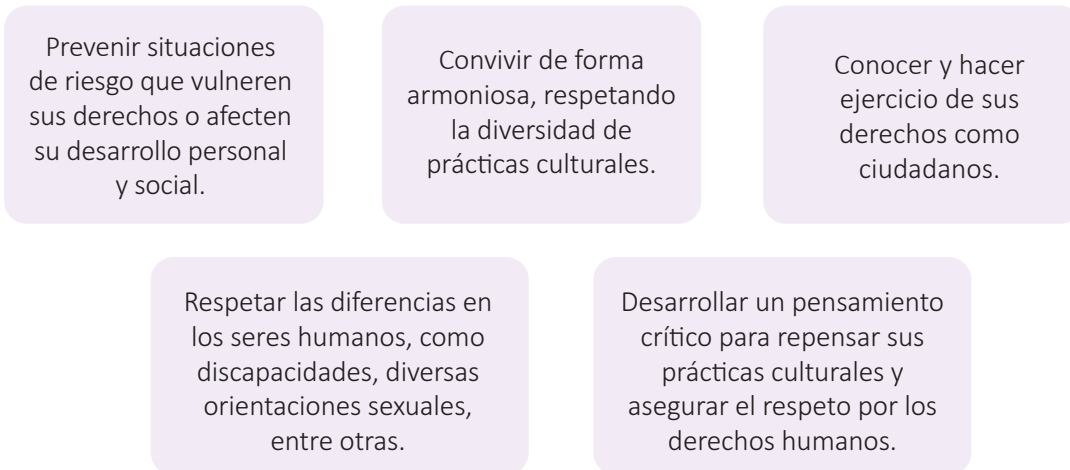 Prevenir situaciones
de riesgo que vulneren
sus derechos o afecten
su desarrollo personal
y social.
Convivir de forma
armoniosa, respetando
la diversidad de
prácticas culturales.
Conocer y hacer
ejercicio de sus
derechos como
ciudadanos.
Respetar las diferencias en
los seres humanos, como
discapacidades, diversas
orientaciones sexuales,
entre otras.
Desarrollar un pensamiento
crítico para repensar sus
prácticas culturales y
asegurar el respeto por los
derechos humanos.